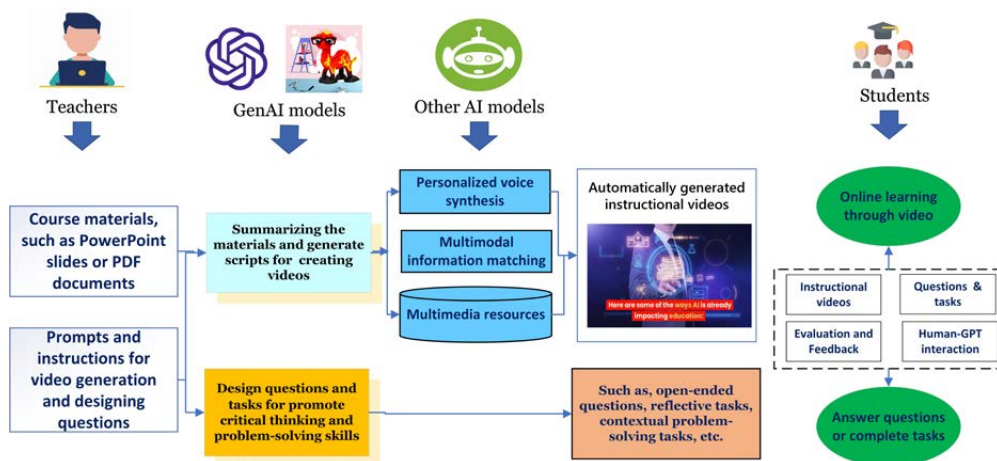 Teachers
GenAI models
Other AI models
Students
Course materials,
such as PowerPoint
slides or PDF
documents
Prompts and
instructions for
video generation
and designing
questions
Summarizing the
materials and generate
scripts for creating
videos
Design questions and
tasks for promote
critical thinking and
problem-solving skills
Personalized voice
synthesis
Multimodal
information matching
Multimedia resources
Automatically generated
instructional videos
Here are some of the ways AI is already
impacting education:
Such as, open-ended
questions, reflective tasks,
contextual problem-
solving tasks, etc.
Online learning
through video
Instructional
videos
Questions &
tasks
Evaluation and
Feedback
Human-GPT
interaction
Answer questions
or complete tasks